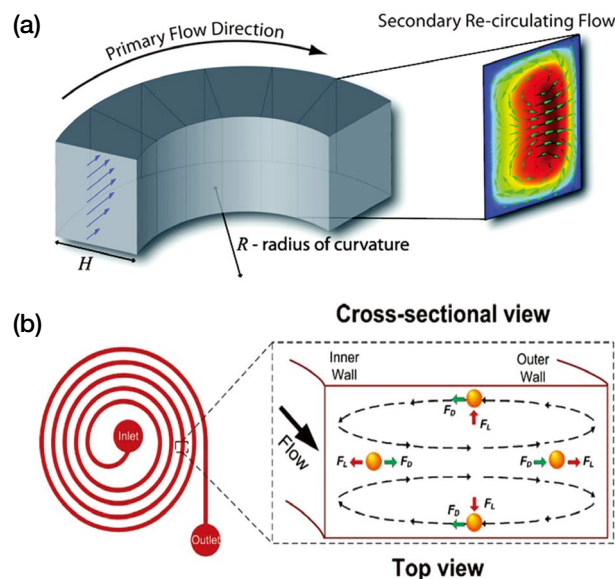 (a)
Primary Flow Direction
Secondary Re-circulating Flow
R - radius of curvature
H
(b)
Cross-sectional view
Inner
Wall
Outer
Wall
Flow
Inlet
Outlet
F_D
F_L
F_L
F_D
F_D
F_L
F_D
F_L
Top view